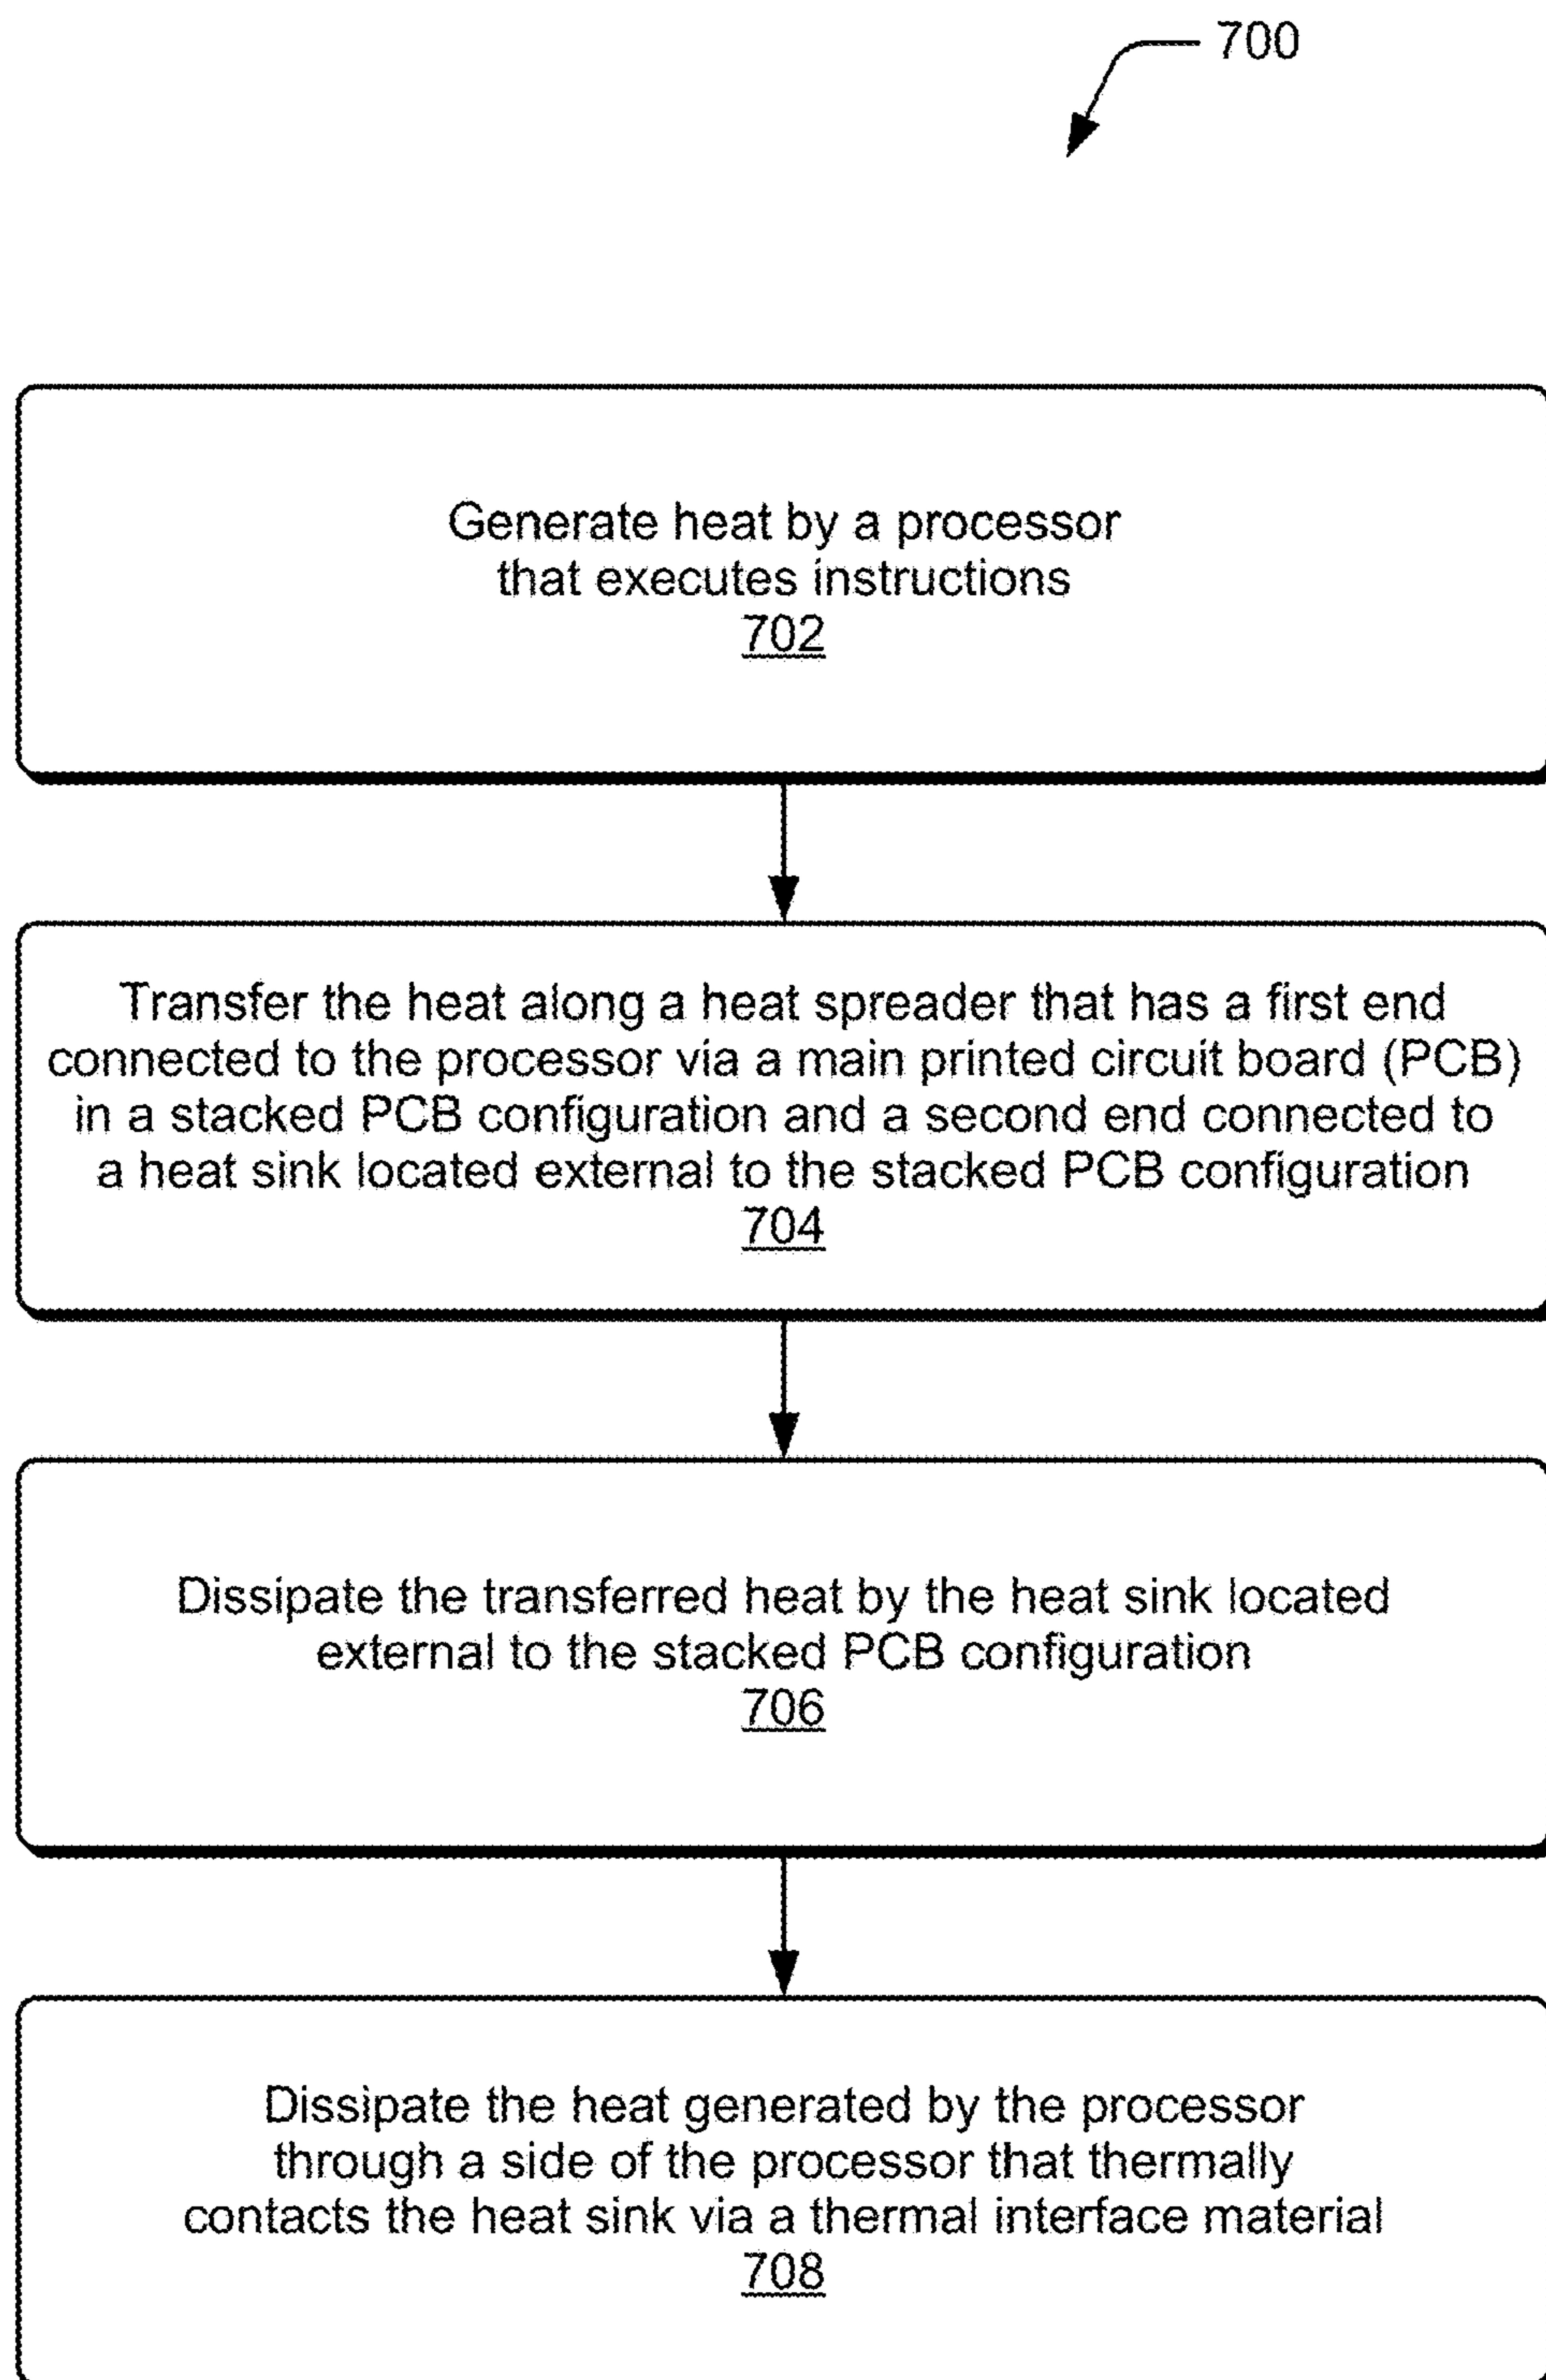 700
Generate heat by a processor
that executes instructions
702
Transfer the heat along a heat spreader that has a first end
connected to the processor via a main printed circuit board (PCB)
in a stacked PCB configuration and a second end connected to
a heat sink located external to the stacked PCB configuration
704
Dissipate the transferred heat by the heat sink located
external to the stacked PCB configuration
706
Dissipate the heat generated by the processor
through a side of the processor that thermally
contacts the heat sink via a thermal interface material
708